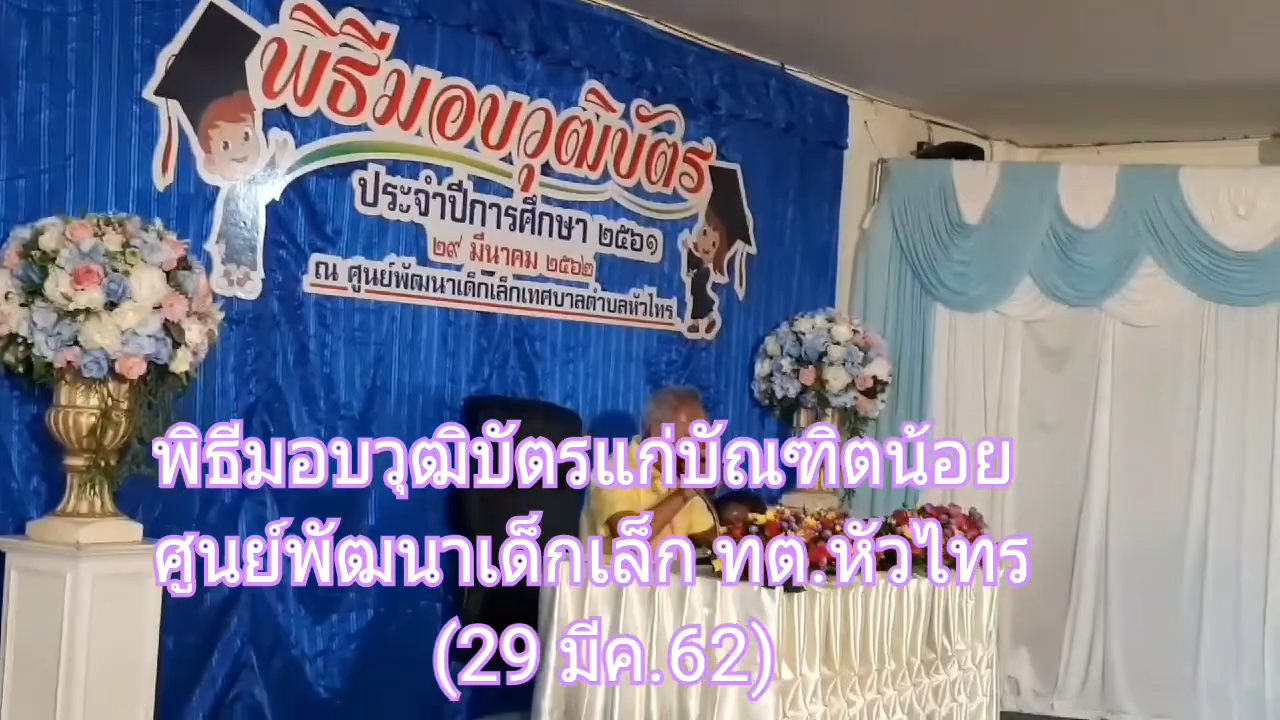 พิธีมอบวุฒิบัตร
ประจำปีการศึกษา ๒๕๖๑
๒๙ มีนาคม ๒๕๖๒
ณ ศูนย์พัฒนาเด็กเล็กเทศบาลตำบลหัวไทร
พิธีมอบวุฒิบัตรแก่บัณฑิตน้อย
ศูนย์พัฒนาเด็กเล็ก ทต.หัวไทร
(29 มีค.62)